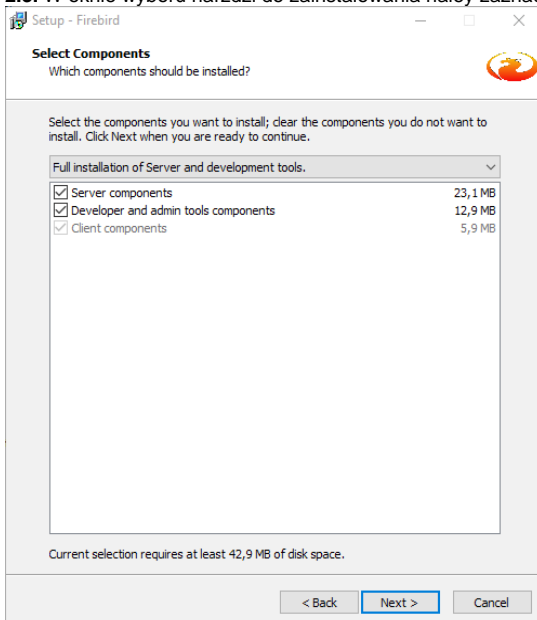 W oknie wyboru
Setup - Firebird
Select Components
Which components should be installed?
Select the components you want to install; clear the components you do not want to
install. Click Next when you are ready to continue.
Full installation of Server and development tools.
Server components 23,1 MB
Developer and admin tools components 12,9 MB
Client components 5,9 MB
Current selection requires at least 42,9 MB of disk space.
< Back Next > Cancel